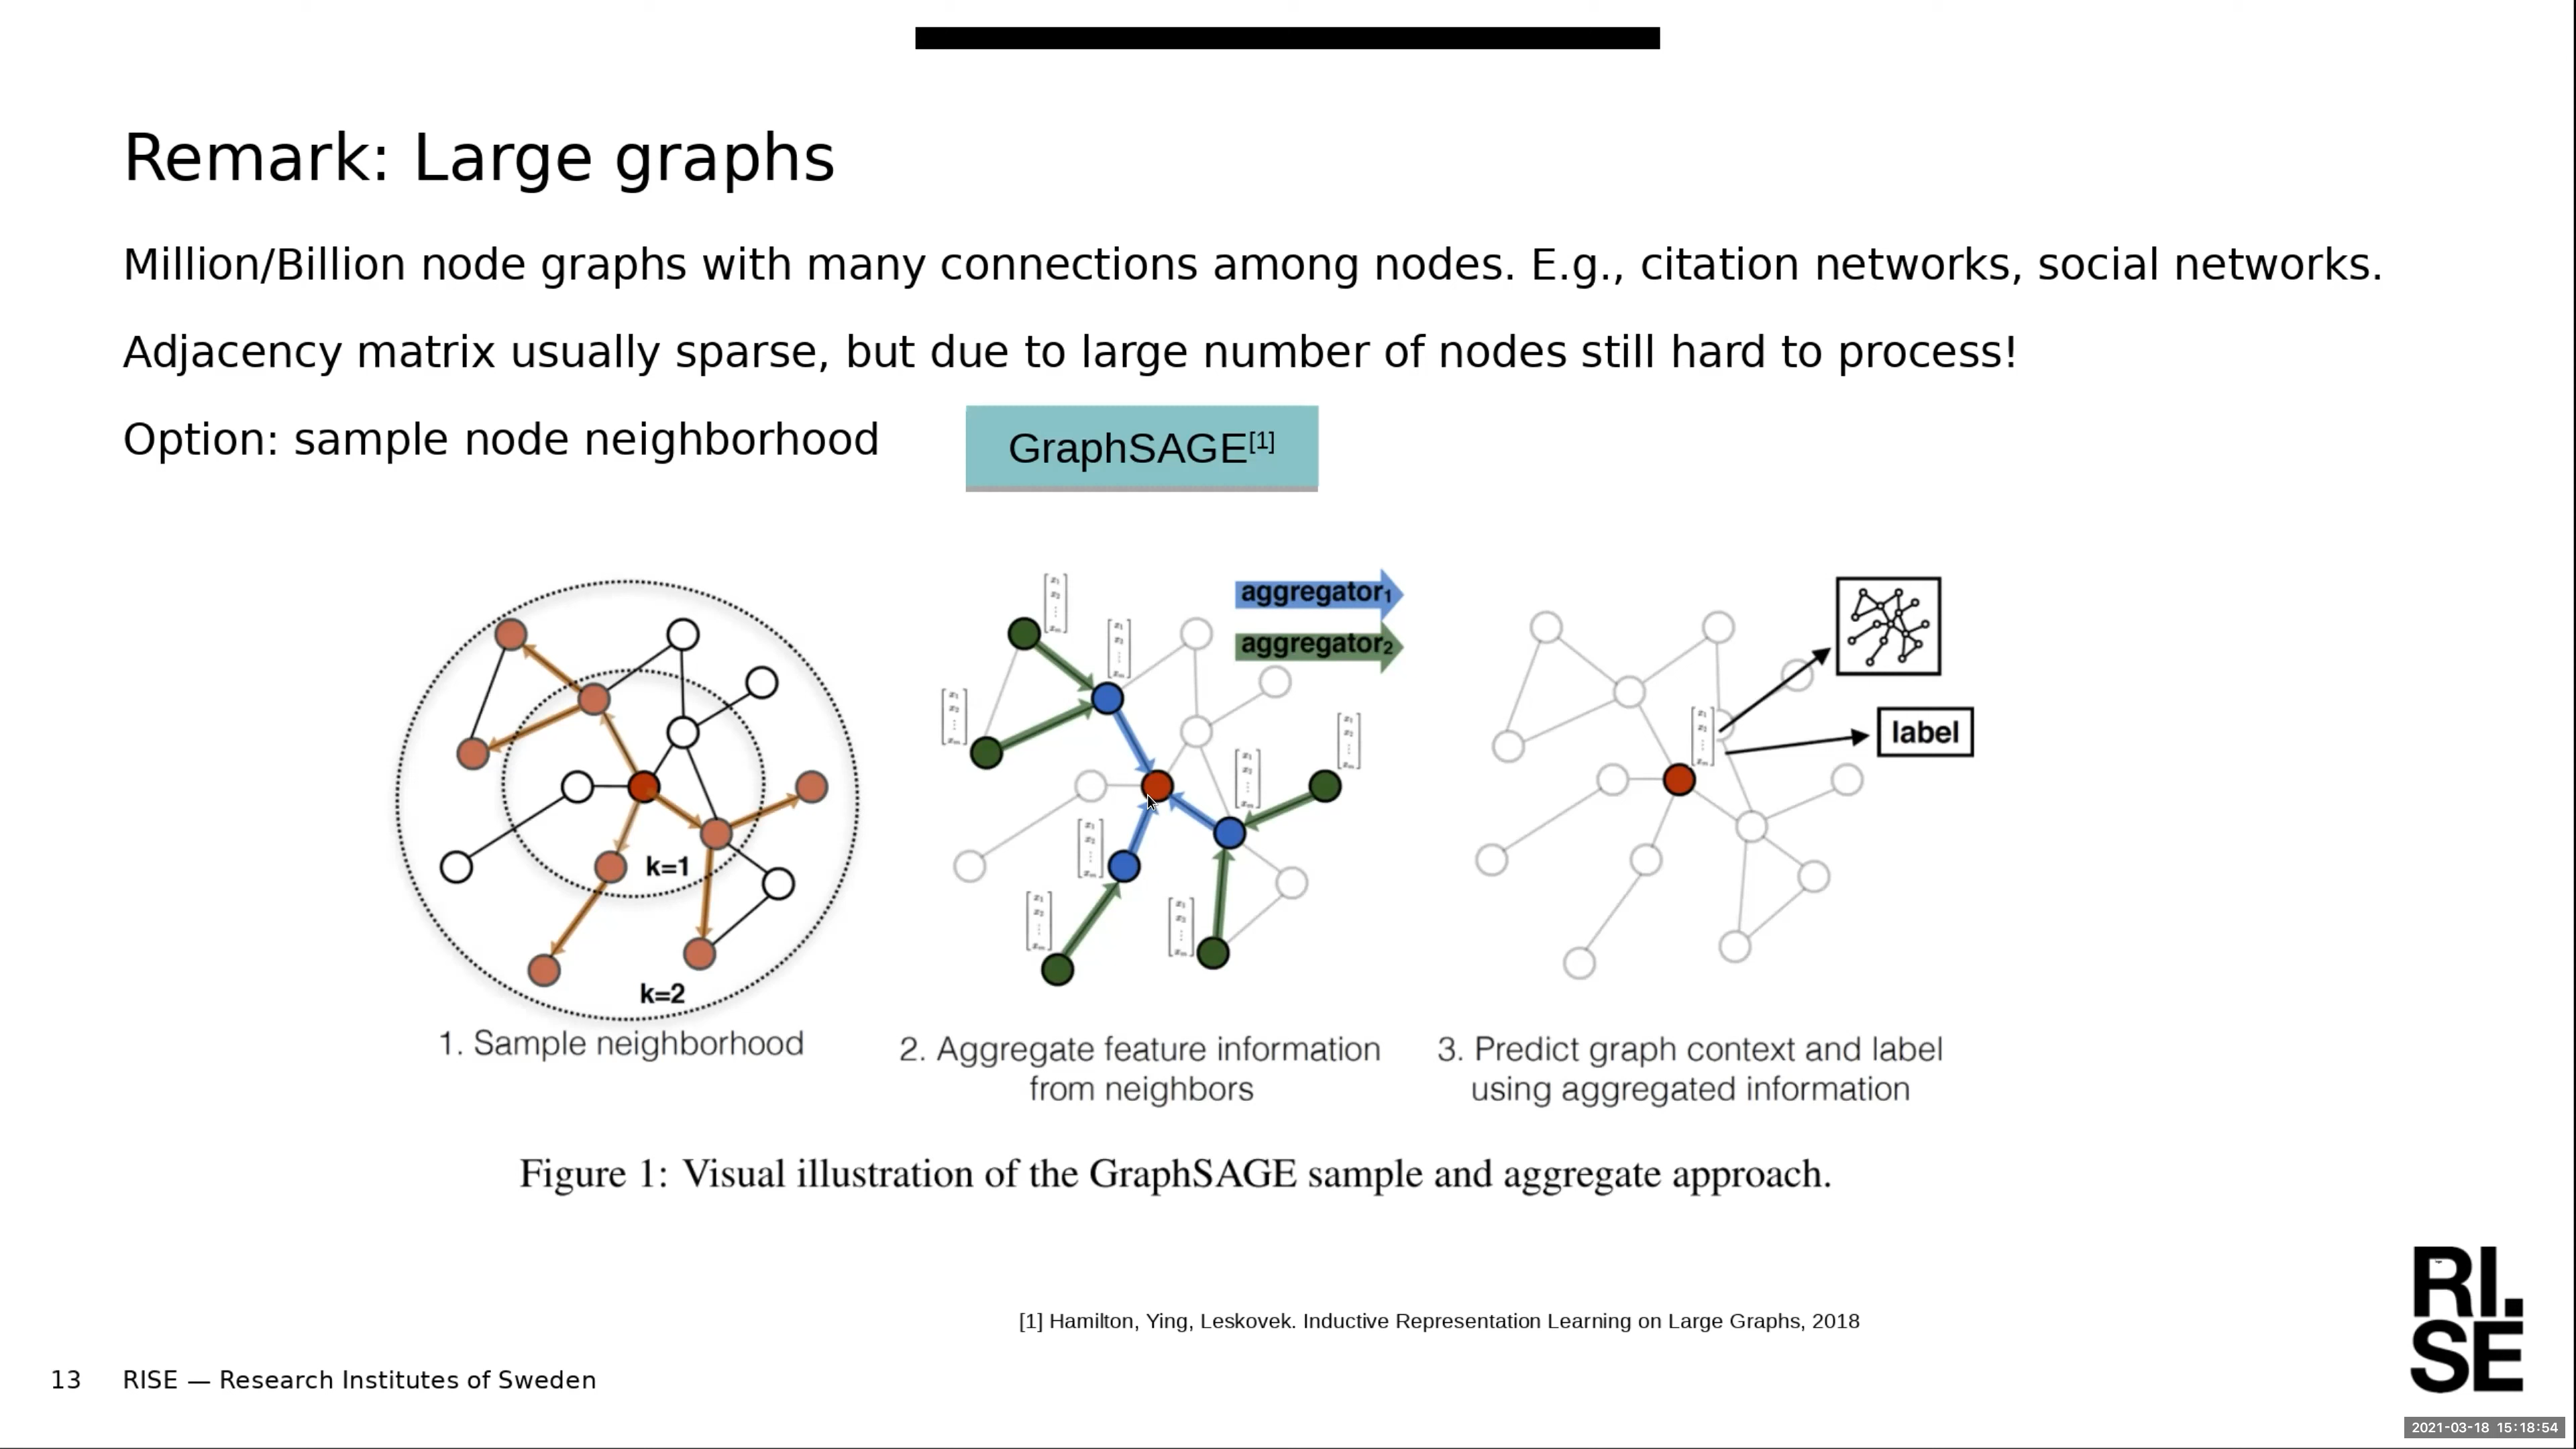 Remark: Large graphs
Million/Billion node graphs with many connections among nodes. E.g., citation networks, social networks.
Adjacency matrix usually sparse, but due to large number of nodes still hard to process!
Option: sample node neighborhood
GraphSAGE[1]
aggregator1
aggregator2
label
k=1
k=2
1. Sample neighborhood
2. Aggregate feature information
from neighbors
3. Predict graph context and label
using aggregated information
Figure 1: Visual illustration of the GraphSAGE sample and aggregate approach.
[1] Hamilton, Ying, Leskovek. Inductive Representation Learning on Large Graphs, 2018
13 RISE — Research Institutes of Sweden
RI.
SE
2021-03-18 15:18:54